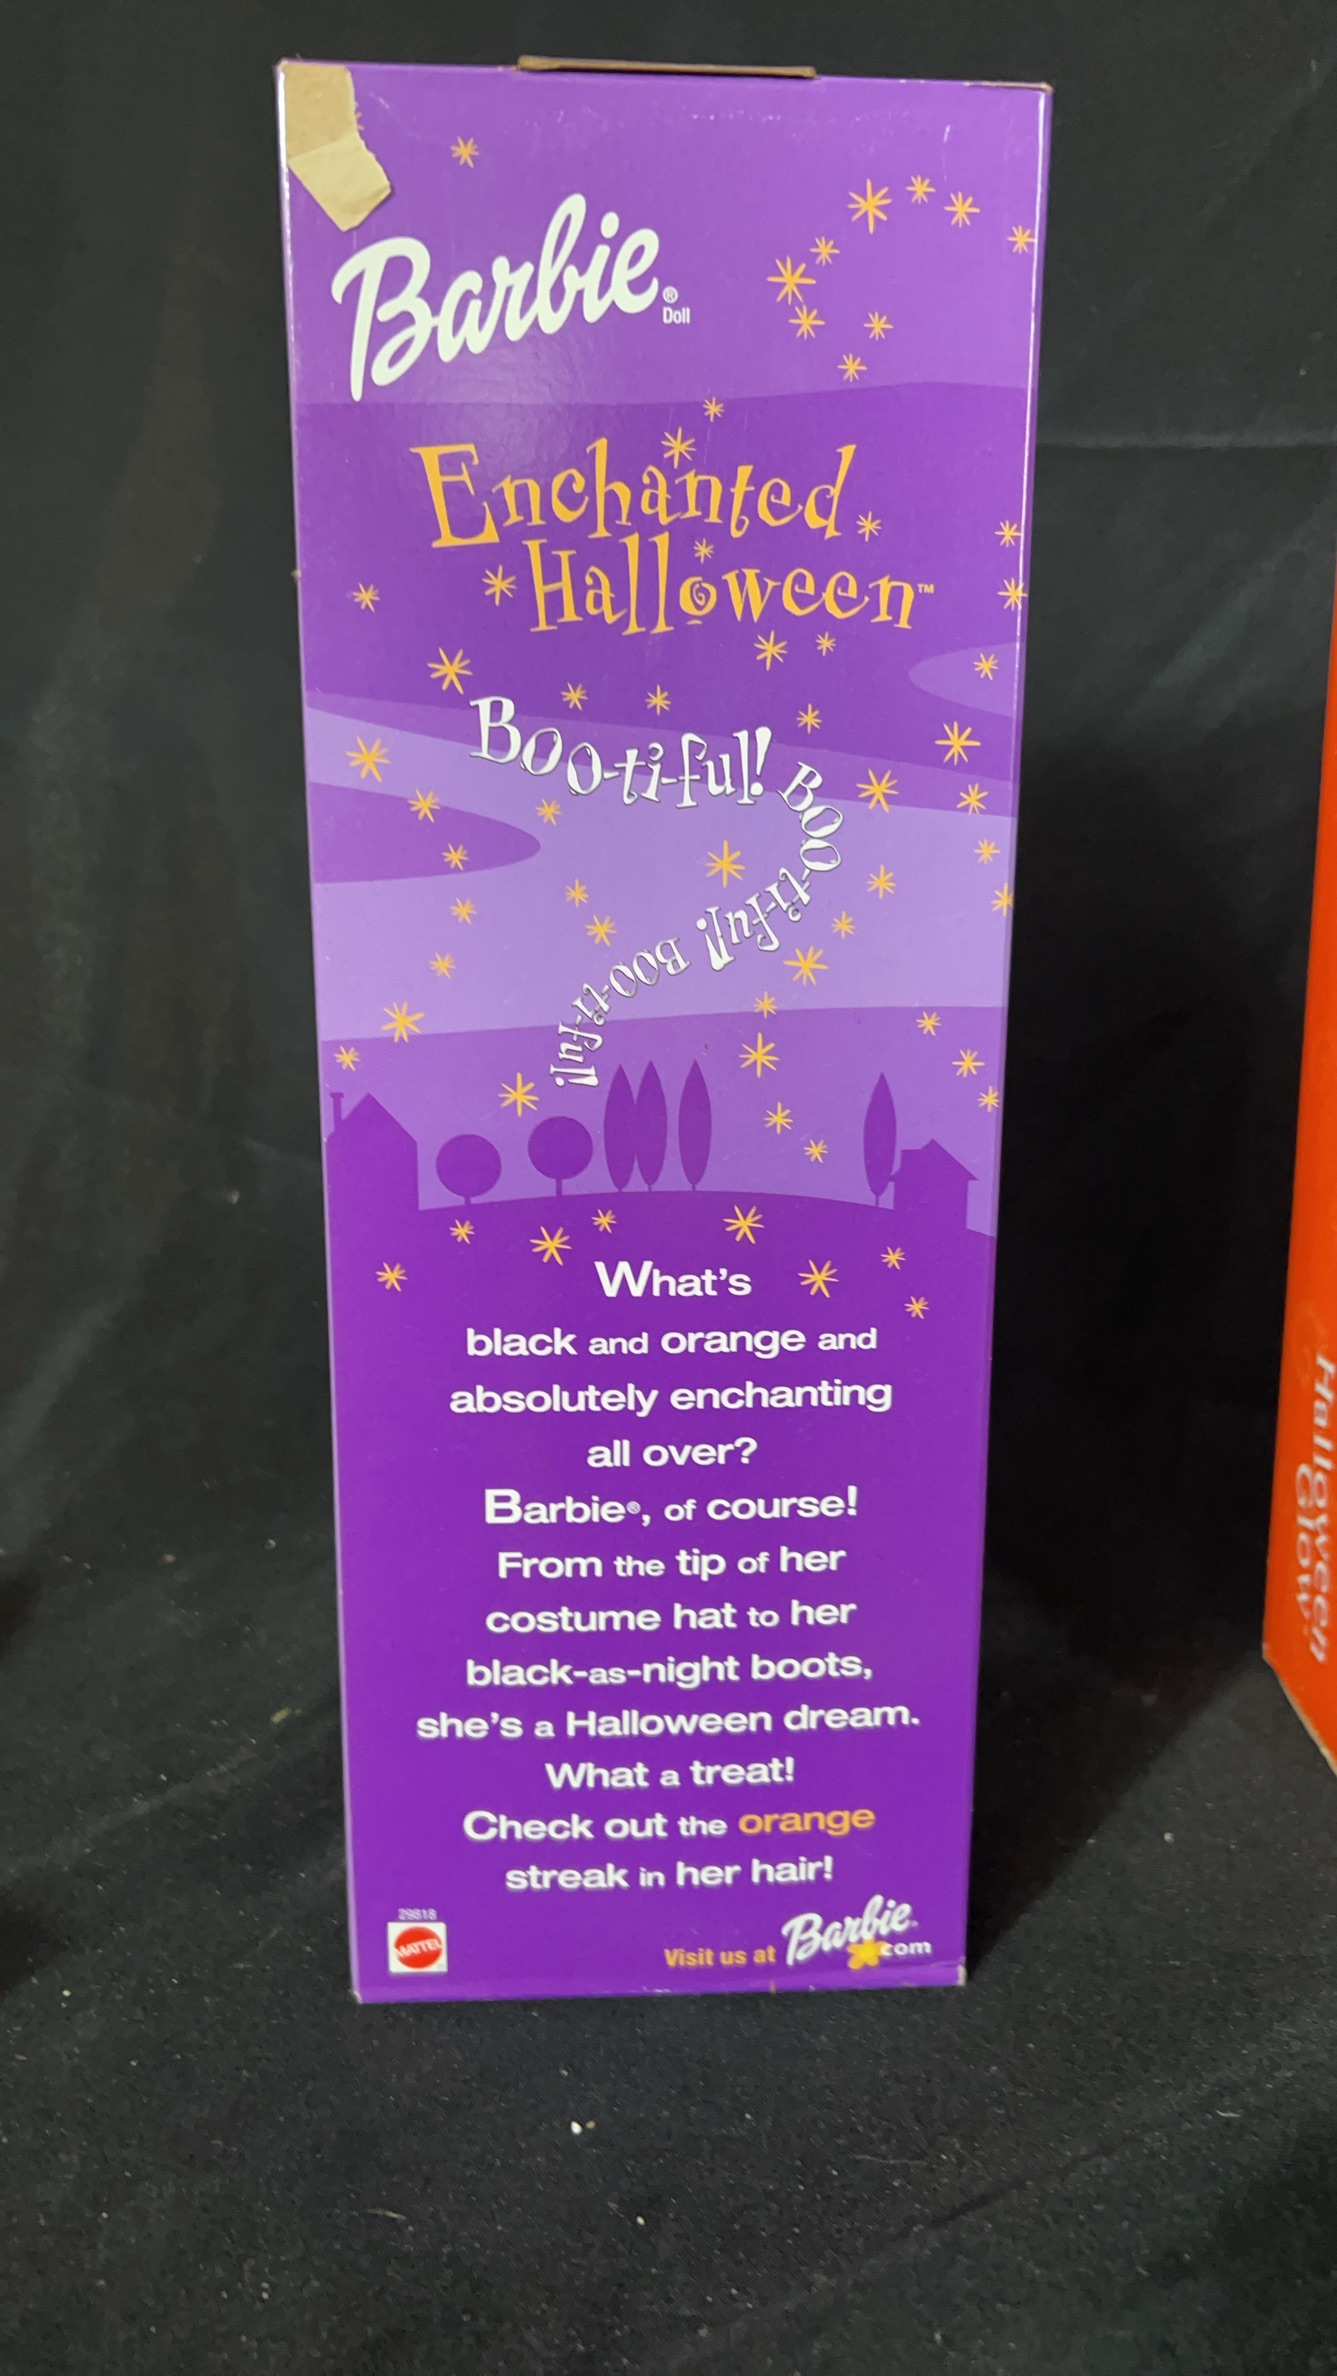 Barbie®
Doll
Enchanted
Halloween™
Boo-ti-ful! Boo-ti-ful! Boo-ti-ful!
What's
black and orange and
absolutely enchanting
all over?
Barbie®, of course!
From the tip of her
costume hat to her
black-as-night boots,
she's a Halloween dream.
What a treat!
Check out the orange
streak in her hair!
29818
MATTEL
Visit us at Barbie.com
Halloween
Glow